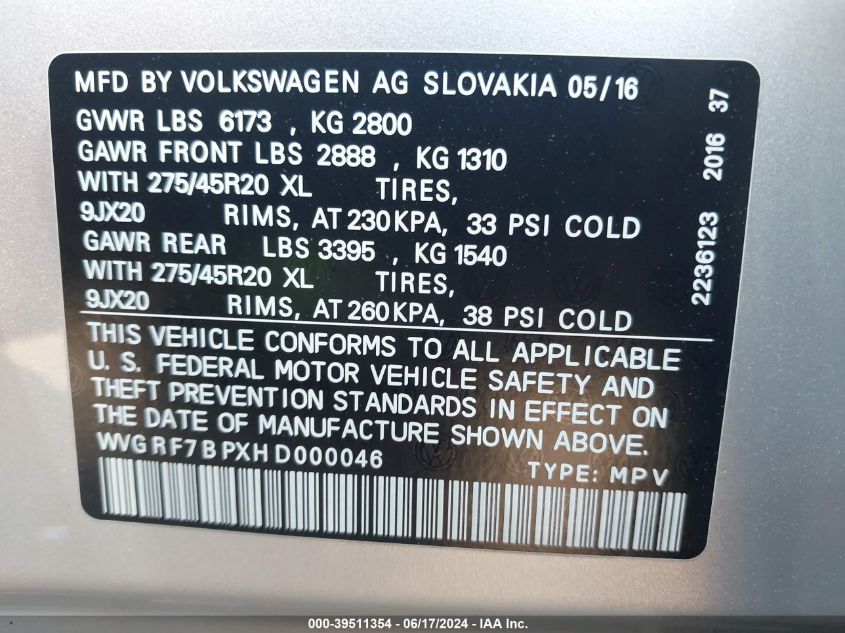 MFD BY VOLKSWAGEN AG SLOVAKIA 05/16
GVWR LBS 6173 , KG 2800
GAWR FRONT LBS 2888 , KG 1310
WITH 275/45R20 XL TIRES,
9JX20 RIMS, AT 230KPA, 33 PSI COLD
GAWR REAR LBS 3395 , KG 1540
WITH 275/45R20 XL TIRES,
9JX20 RIMS, AT 260KPA, 38 PSI COLD
THIS VEHICLE CONFORMS TO ALL APPLICABLE
U. S. FEDERAL MOTOR VEHICLE SAFETY AND
THEFT PREVENTION STANDARDS IN EFFECT ON
THE DATE OF MANUFACTURE SHOWN ABOVE.
WVGRF7BPXHD000046
TYPE: MPV
2236123 2016 37
000-39511354 - 06/17/2024 - IAA Inc.